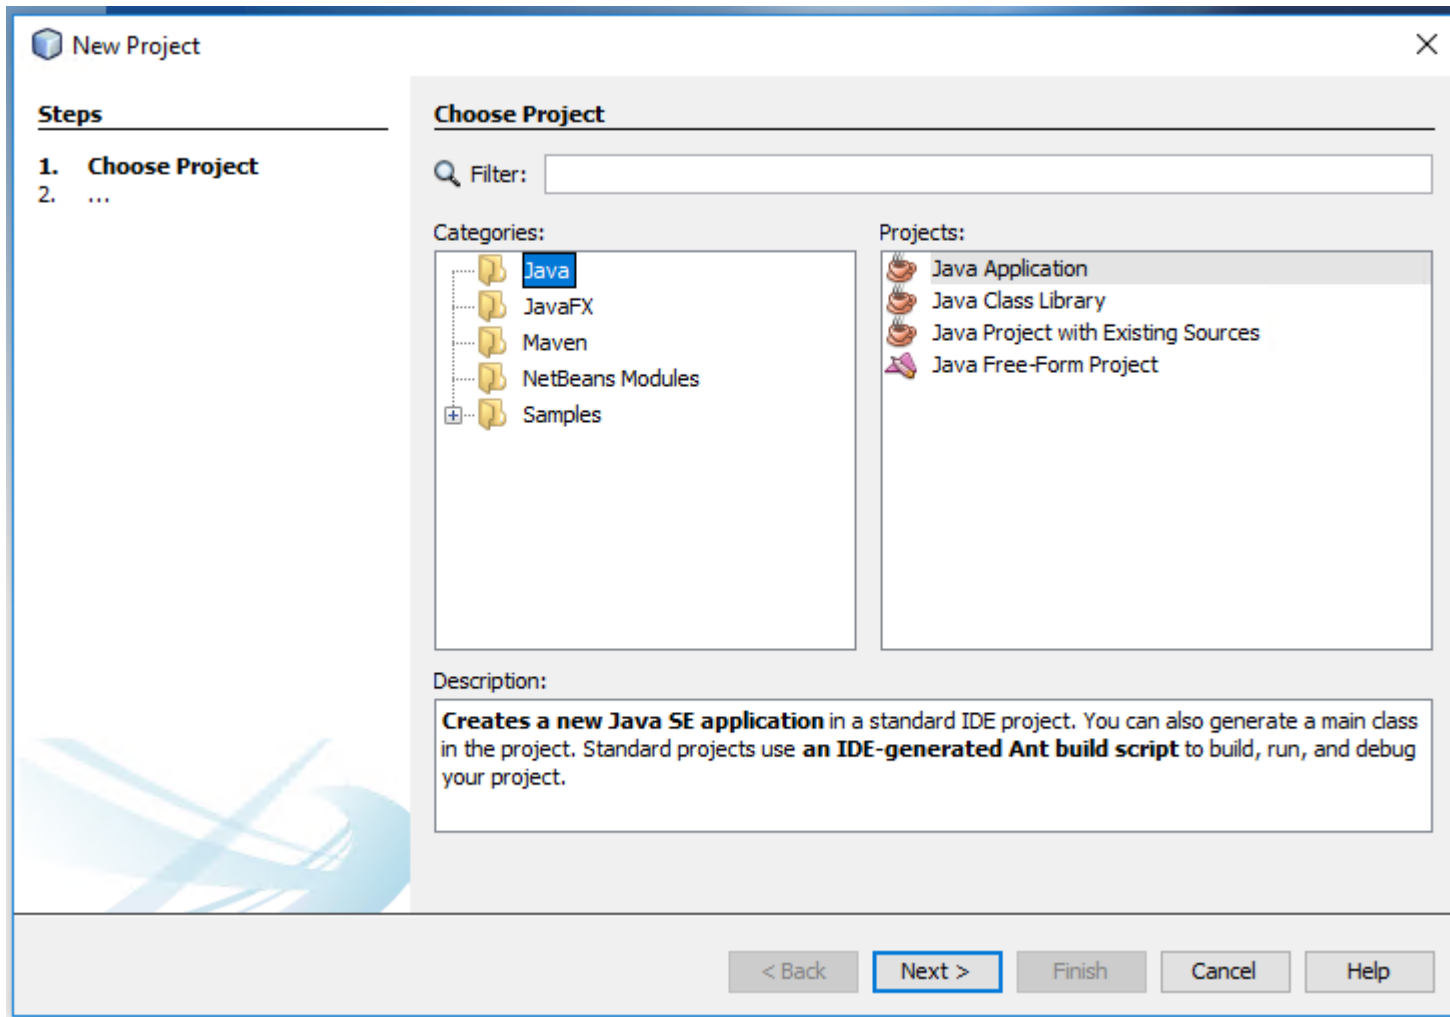 New Project
Steps
1. Choose Project
2. ...
Choose Project
Filter:
Categories:
Java
JavaFX
Maven
NetBeans Modules
Samples
Projects:
Java Application
Java Class Library
Java Project with Existing Sources
Java Free-Form Project
Description:
Creates a new Java SE application in a standard IDE project. You can also generate a main class
in the project. Standard projects use an IDE-generated Ant build script to build, run, and debug
your project.
< Back
Next >
Finish
Cancel
Help